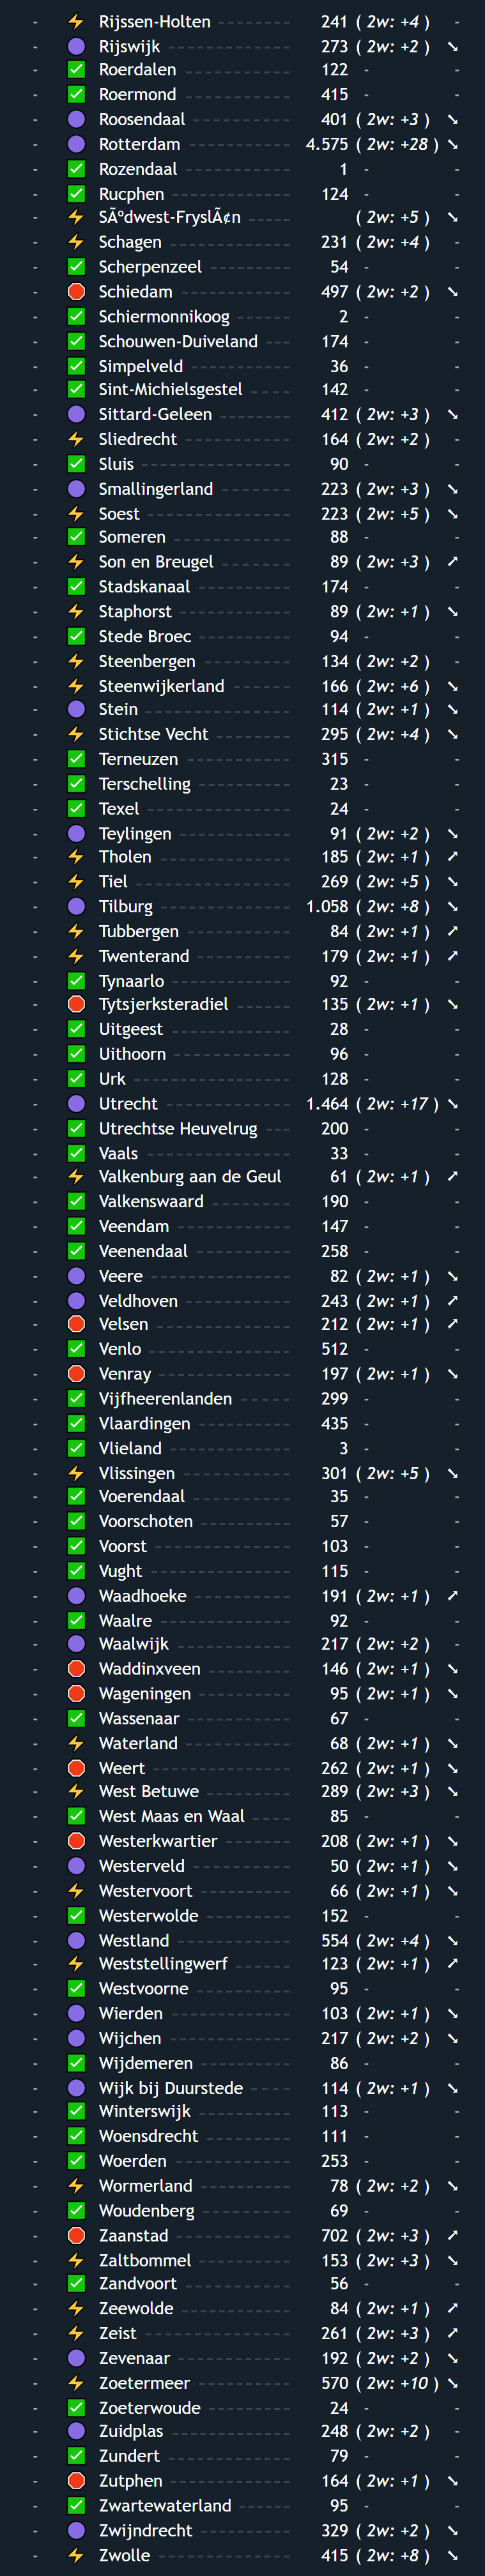 - ⚡ Rijssen-Holten 241 ( 2w: +4 ) -
- 🟣 Rijswijk 273 ( 2w: +2 ) ↘
- ✅ Roerdalen 122 - -
- ✅ Roermond 415 - -
- 🟣 Roosendaal 401 ( 2w: +3 ) ↘
- 🟣 Rotterdam 4.575 ( 2w: +28 ) ↘
- ✅ Rozendaal 1 - -
- ✅ Rucphen 124 - -
- ⚡ SÃºdwest-FryslÃ¢n ( 2w: +5 ) ↘
- ⚡ Schagen 231 ( 2w: +4 ) -
- ✅ Scherpenzeel 54 - -
- 🛑 Schiedam 497 ( 2w: +2 ) ↘
- ✅ Schiermonnikoog 2 - -
- ✅ Schouwen-Duiveland 174 - -
- ✅ Simpelveld 36 - -
- ✅ Sint-Michielsgestel 142 - -
- 🟣 Sittard-Geleen 412 ( 2w: +3 ) ↘
- ⚡ Sliedrecht 164 ( 2w: +2 ) -
- ✅ Sluis 90 - -
- 🟣 Smallingerland 223 ( 2w: +3 ) ↘
- ⚡ Soest 223 ( 2w: +5 ) ↘
- ✅ Someren 88 - -
- ⚡ Son en Breugel 89 ( 2w: +3 ) ↗
- ✅ Stadskanaal 174 - -
- ⚡ Staphorst 89 ( 2w: +1 ) ↘
- ✅ Stede Broec 94 - -
- ⚡ Steenbergen 134 ( 2w: +2 ) -
- ⚡ Steenwijkerland 166 ( 2w: +6 ) ↘
- 🟣 Stein 114 ( 2w: +1 ) ↘
- ⚡ Stichtse Vecht 295 ( 2w: +4 ) ↘
- ✅ Terneuzen 315 - -
- ✅ Terschelling 23 - -
- ✅ Texel 24 - -
- 🟣 Teylingen 91 ( 2w: +2 ) ↘
- ⚡ Tholen 185 ( 2w: +1 ) ↗
- ⚡ Tiel 269 ( 2w: +5 ) ↘
- 🟣 Tilburg 1.058 ( 2w: +8 ) ↘
- ⚡ Tubbergen 84 ( 2w: +1 ) ↗
- ⚡ Twenterand 179 ( 2w: +1 ) ↗
- ✅ Tynaarlo 92 - -
- 🛑 Tytsjerksteradiel 135 ( 2w: +1 ) ↘
- ✅ Uitgeest 28 - -
- ✅ Uithoorn 96 - -
- ✅ Urk 128 - -
- 🟣 Utrecht 1.464 ( 2w: +17 ) ↘
- ✅ Utrechtse Heuvelrug 200 - -
- ✅ Vaals 33 - -
- ⚡ Valkenburg aan de Geul 61 ( 2w: +1 ) ↗
- ✅ Valkenswaard 190 - -
- ✅ Veendam 147 - -
- ✅ Veenendaal 258 - -
- 🟣 Veere 82 ( 2w: +1 ) ↘
- 🟣 Veldhoven 243 ( 2w: +1 ) ↗
- 🛑 Velsen 212 ( 2w: +1 ) ↗
- ✅ Venlo 512 - -
- 🛑 Venray 197 ( 2w: +1 ) ↘
- ✅ Vijfheerenlanden 299 - -
- ✅ Vlaardingen 435 - -
- ✅ Vlieland 3 - -
- ⚡ Vlissingen 301 ( 2w: +5 ) ↘
- ✅ Voerendaal 35 - -
- ✅ Voorschoten 57 - -
- ✅ Voorst 103 - -
- ✅ Vught 115 - -
- 🟣 Waadhoeke 191 ( 2w: +1 ) ↗
- ✅ Waalre 92 - -
- 🟣 Waalwijk 217 ( 2w: +2 ) -
- 🛑 Waddinxveen 146 ( 2w: +1 ) ↘
- 🛑 Wageningen 95 ( 2w: +1 ) ↘
- ✅ Wassenaar 67 - -
- ⚡ Waterland 68 ( 2w: +1 ) ↘
- 🛑 Weert 262 ( 2w: +1 ) ↘
- ⚡ West Betuwe 289 ( 2w: +3 ) ↘
- ✅ West Maas en Waal 85 - -
- 🛑 Westerkwartier 208 ( 2w: +1 ) ↘
- 🟣 Westerveld 50 ( 2w: +1 ) ↘
- ⚡ Westervoort 66 ( 2w: +1 ) ↘
- ✅ Westerwolde 152 - -
- 🟣 Westland 554 ( 2w: +4 ) ↘
- ⚡ Weststellingwerf 123 ( 2w: +1 ) ↗
- ✅ Westvoorne 95 - -
- 🟣 Wierden 103 ( 2w: +1 ) ↘
- 🟣 Wijchen 217 ( 2w: +2 ) ↘
- ✅ Wijdemeren 86 - -
- 🟣 Wijk bij Duurstede 114 ( 2w: +1 ) ↘
- ✅ Winterswijk 113 - -
- ✅ Woensdrecht 111 - -
- ✅ Woerden 253 - -
- ⚡ Wormerland 78 ( 2w: +2 ) ↘
- ✅ Woudenberg 69 - -
- 🛑 Zaanstad 702 ( 2w: +3 ) ↗
- ⚡ Zaltbommel 153 ( 2w: +3 ) ↘
- ✅ Zandvoort 56 - -
- ⚡ Zeewolde 84 ( 2w: +1 ) ↗
- ⚡ Zeist 261 ( 2w: +3 ) ↗
- 🟣 Zevenaar 192 ( 2w: +2 ) ↘
- ⚡ Zoetermeer 570 ( 2w: +10 ) ↘
- ✅ Zoeterwoude 24 - -
- 🟣 Zuidplas 248 ( 2w: +2 ) -
- ✅ Zundert 79 - -
- 🛑 Zutphen 164 ( 2w: +1 ) ↘
- ✅ Zwartewaterland 95 - -
- 🟣 Zwijndrecht 329 ( 2w: +2 ) ↘
- ⚡ Zwolle 415 ( 2w: +8 ) ↘